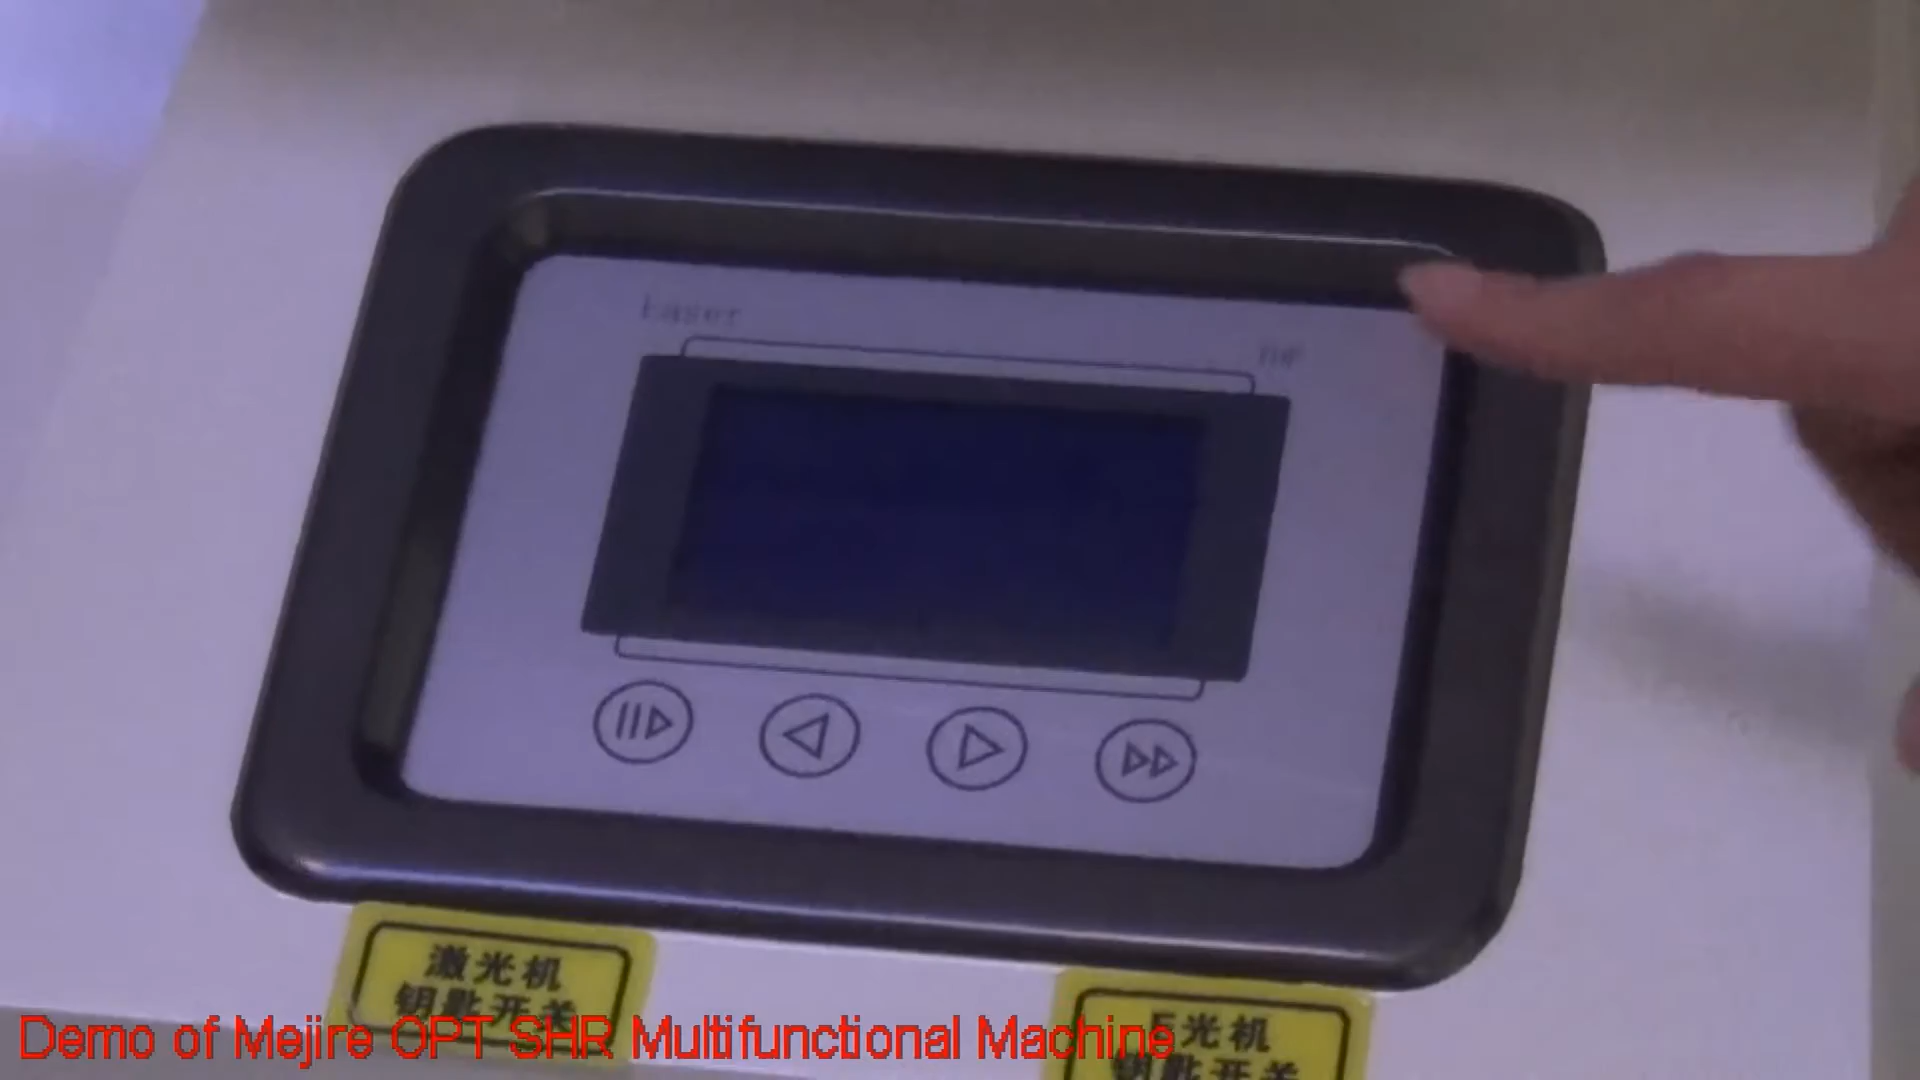 Laser
激光机
钥匙开关
E光机
钥匙开关
Demo of Mejire OPT SHR Multifunctional Machine